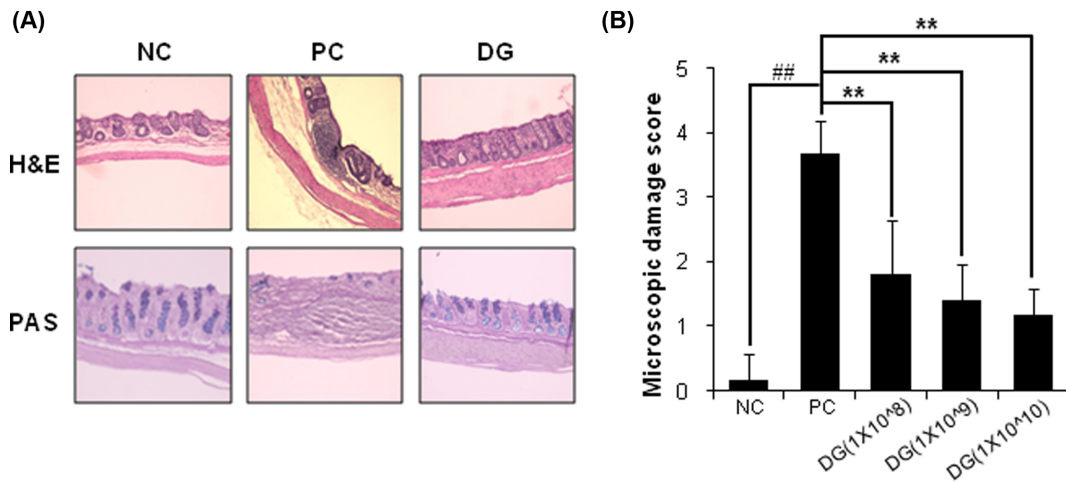 (A)
NC PC DG
H&E
PAS
(B)
Microscopic damage score
5
4
3
2
1
0
##
**
**
**
NC PC DG(1X10^8) DG(1X10^9) DG(1X10^10)